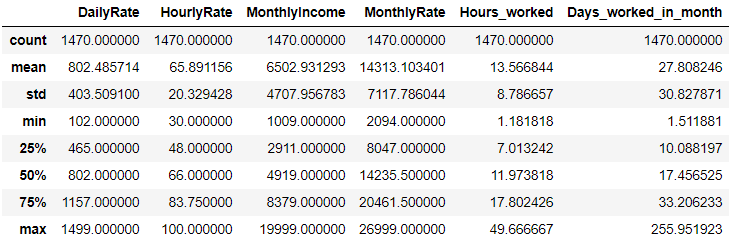 DailyRate HourlyRate MonthlyIncome MonthlyRate Hours_worked Days_worked_in_month
count 1470.000000 1470.000000 1470.000000 1470.000000 1470.000000 1470.000000
mean 802.485714 65.891156 6502.931293 14313.103401 13.566844 27.808246
std 403.509100 20.329428 4707.956783 7117.786044 8.786657 30.827871
min 102.000000 30.000000 1009.000000 2094.000000 1.181818 1.511881
25% 465.000000 48.000000 2911.000000 8047.000000 7.013242 10.088197
50% 802.000000 66.000000 4919.000000 14235.500000 11.973818 17.456525
75% 1157.000000 83.750000 8379.000000 20461.500000 17.802426 33.206233
max 1499.000000 100.000000 19999.000000 26999.000000 49.666667 255.951923